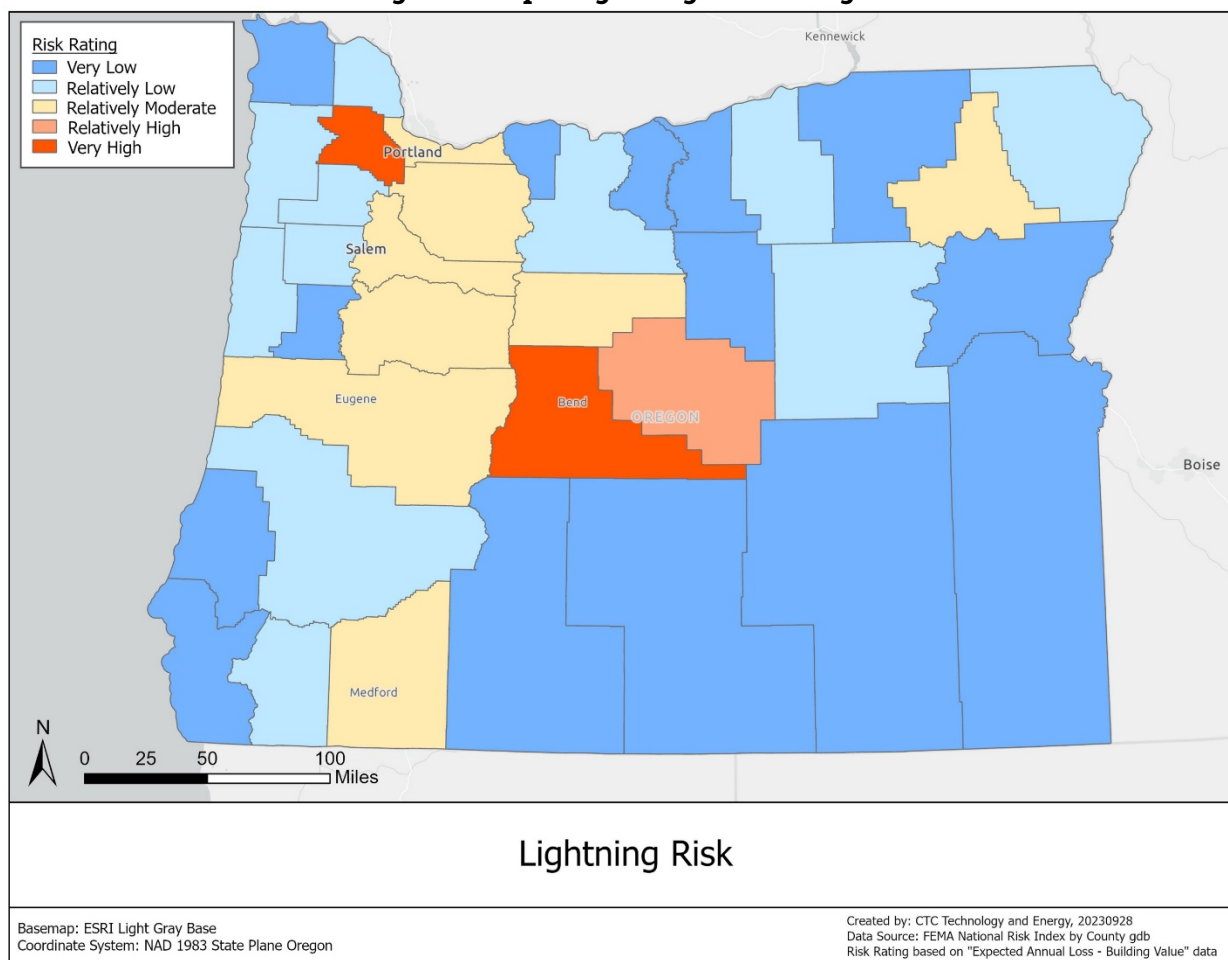 Risk Rating
Very Low
Relatively Low
Relatively Moderate
Relatively High
Very High
Kennewick
Portland
Salem
Eugene
Bend
OREGON
Boise
Medford
N
0 25 50 100
Miles
Lightning Risk
Basemap: ESRI Light Gray Base
Coordinate System: NAD 1983 State Plane Oregon
Created by: CTC Technology and Energy, 20230928
Data Source: FEMA National Risk Index by County gdb
Risk Rating based on "Expected Annual Loss - Building Value" data